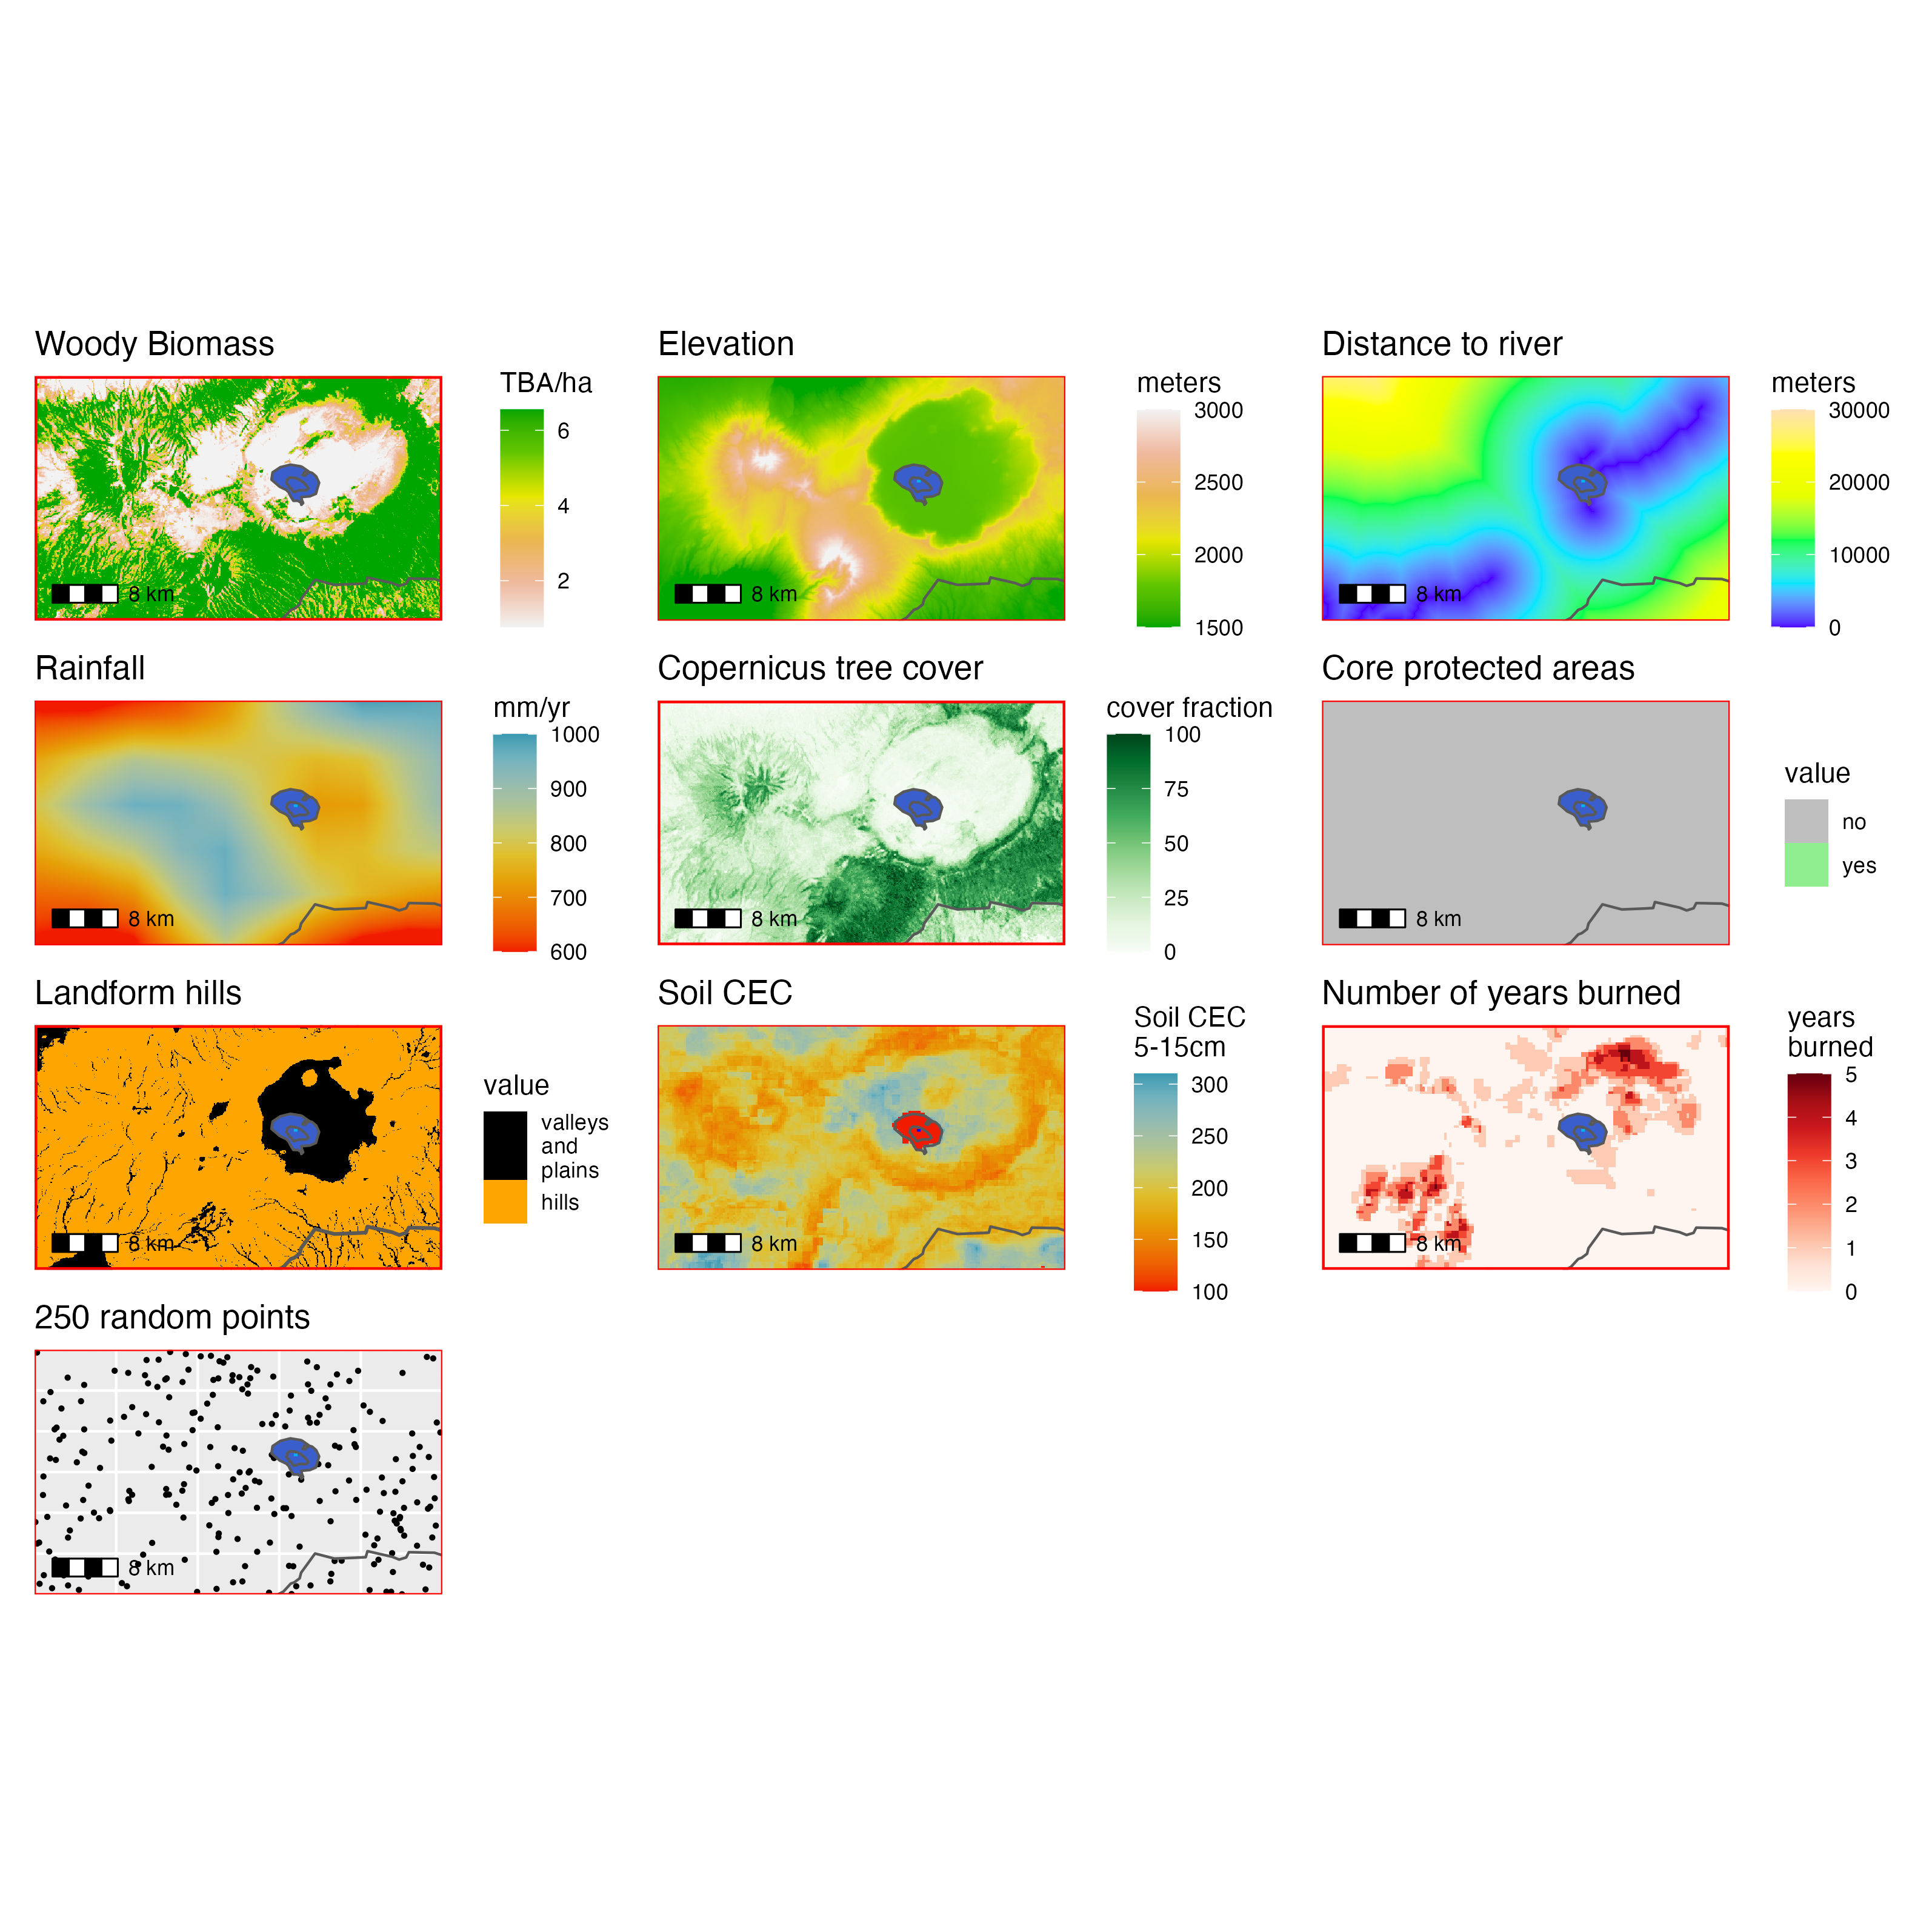 Woody Biomass
TBA/ha
6
4
2
8 km
Elevation
meters
3000
2500
2000
1500
8 km
Distance to river
meters
30000
20000
10000
0
8 km
Rainfall
mm/yr
1000
900
800
700
600
8 km
Copernicus tree cover
cover fraction
100
75
50
25
0
8 km
Core protected areas
value
no
yes
8 km
Landform hills
value
valleys
and
plains
hills
8 km
Soil CEC
Soil CEC
5-15cm
300
250
200
150
100
8 km
Number of years burned
years
burned
5
4
3
2
1
0
8 km
250 random points
8 km